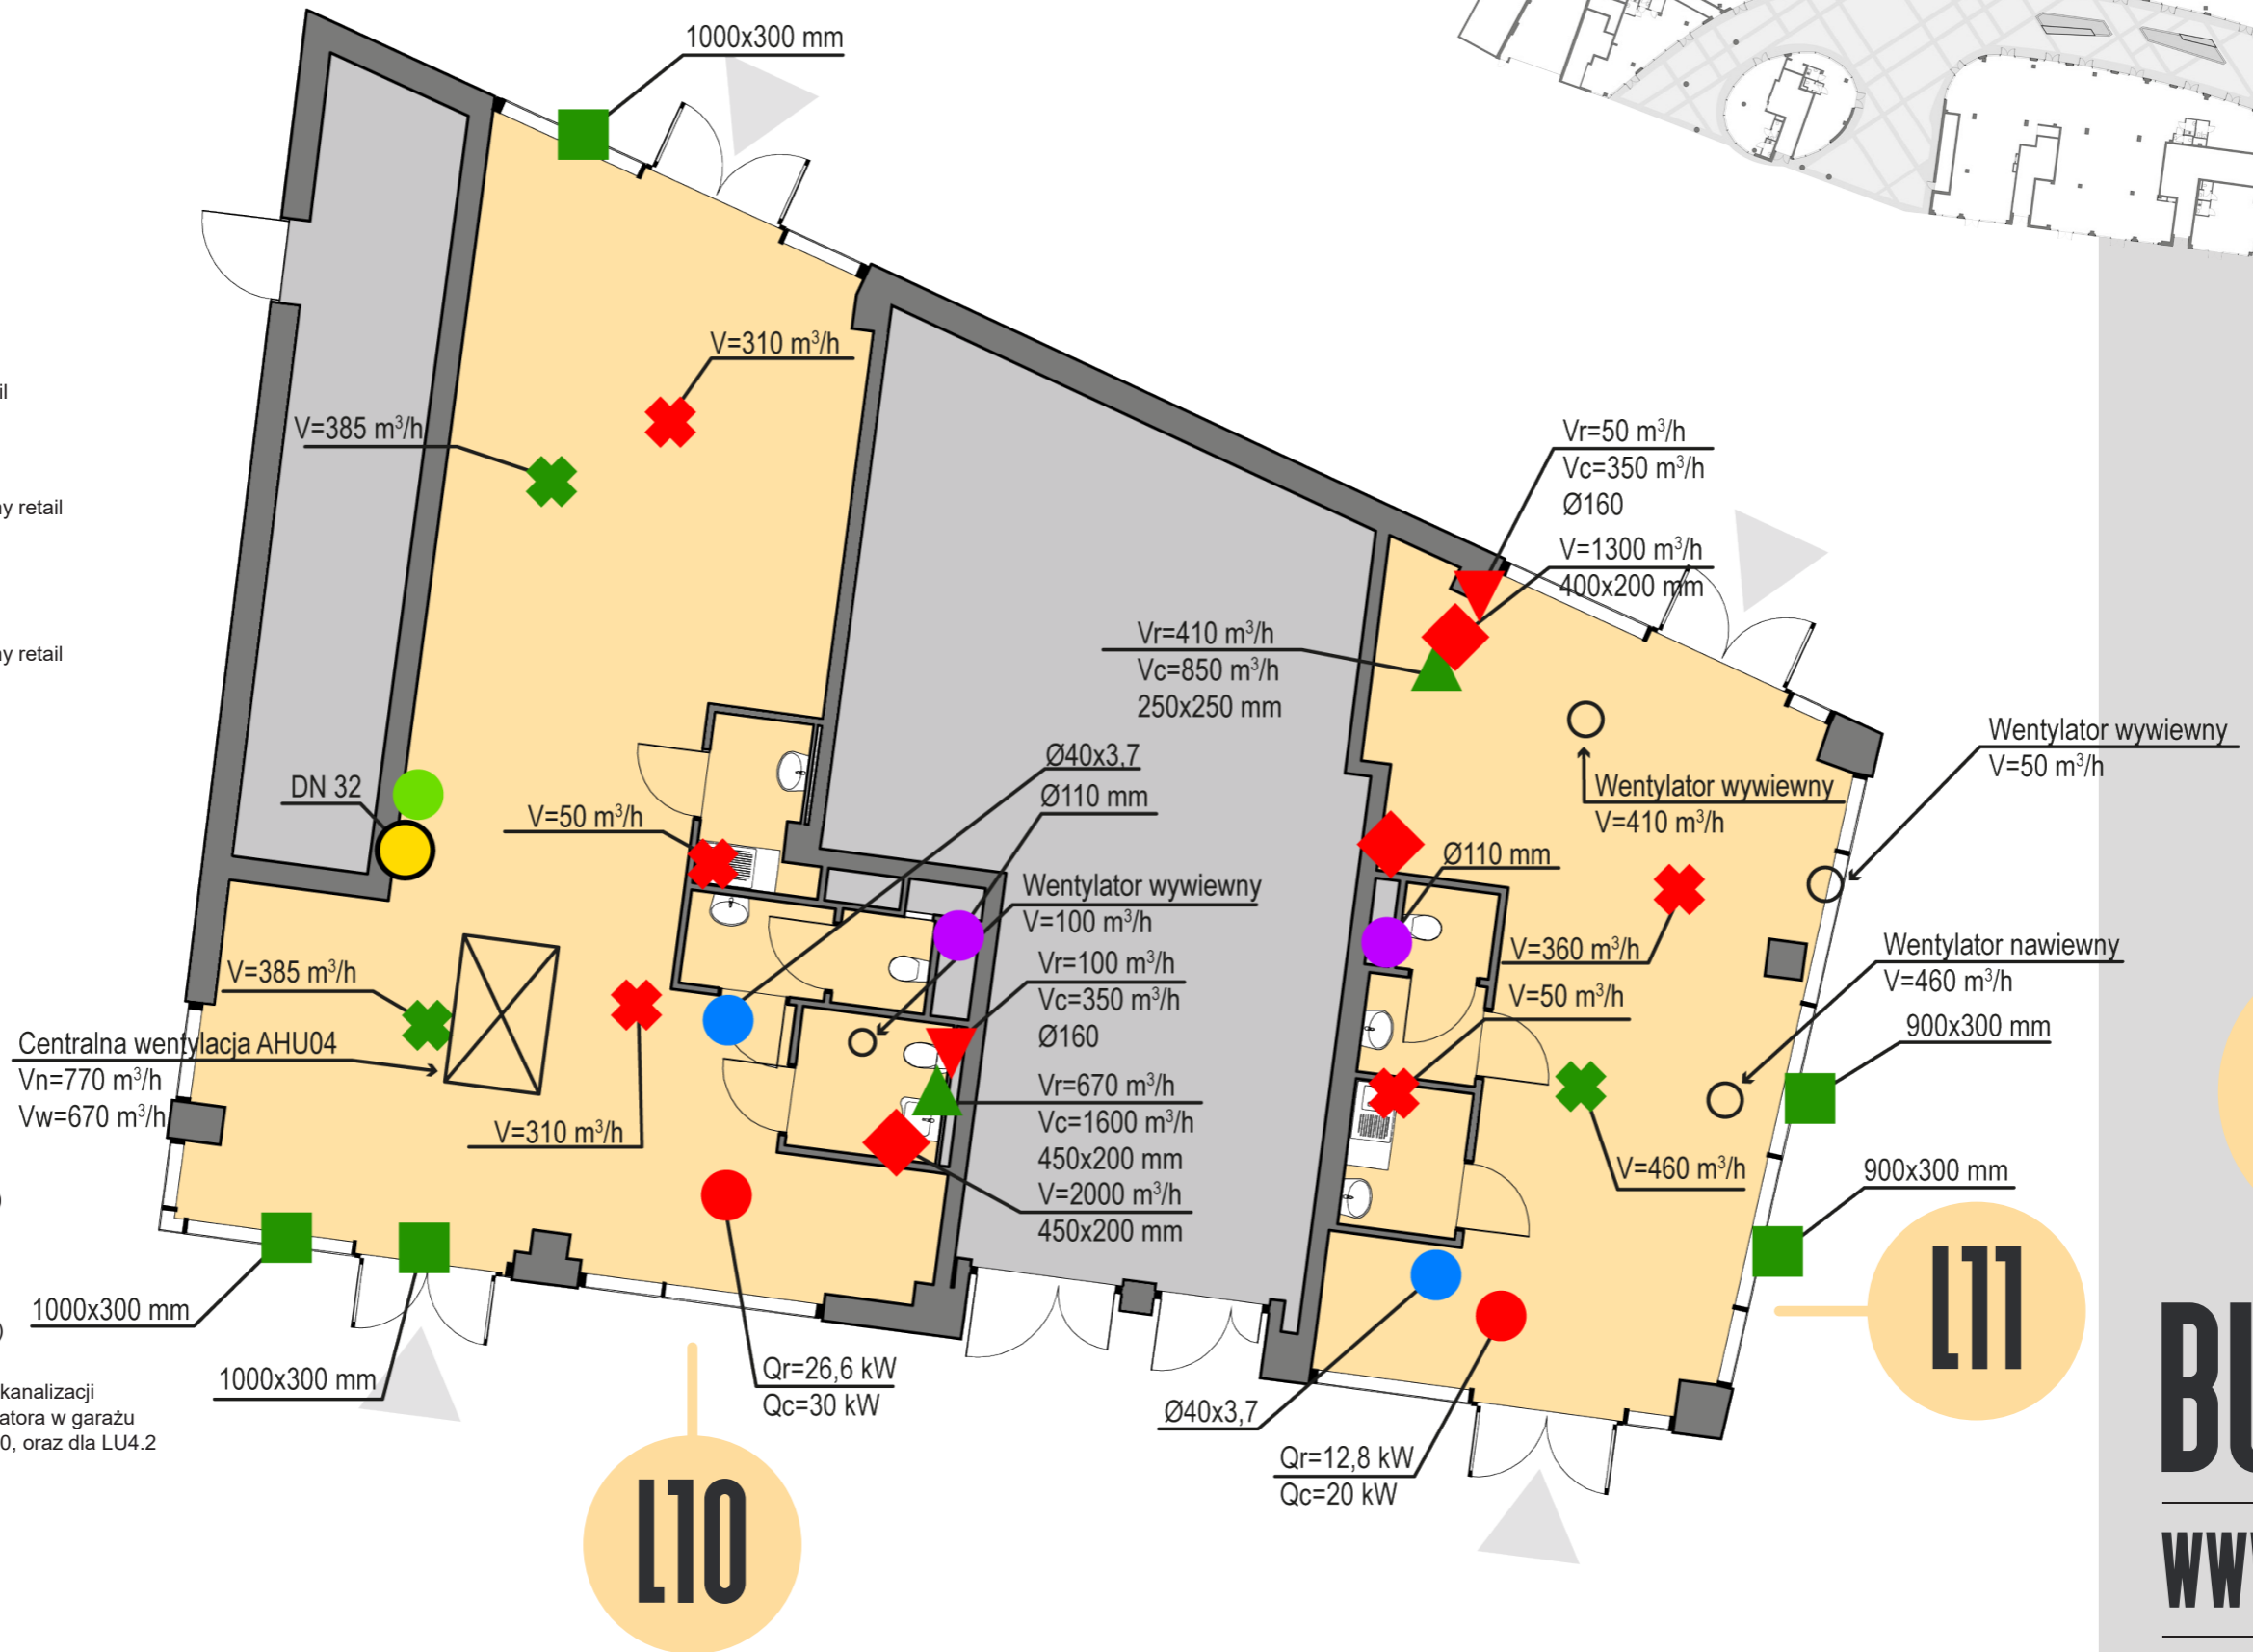 1000x300 mm
V=310 m³/h
V=385 m³/h
il
ny retail
ny retail
Vr=50 m³/h
Vc=350 m³/h
Ø160
V=1300 m³/h
400x200 mm
Vr=410 m³/h
Vc=850 m³/h
250x250 mm
Wentylator wywiewny
V=50 m³/h
Wentylator wywiewny
V=410 m³/h
Ø40x3,7
Ø110 mm
DN 32
V=50 m³/h
Ø110 mm
Wentylator wywiewny
V=100 m³/h
Vr=100 m³/h
Vc=350 m³/h
Ø160
V=360 m³/h
V=50 m³/h
Wentylator nawiewny
V=460 m³/h
900x300 mm
V=385 m³/h
Centralna wentylacja AHU04
Vn=770 m³/h
Vw=670 m³/h
V=310 m³/h
Vr=670 m³/h
Vc=1600 m³/h
450x200 mm
V=2000 m³/h
450x200 mm
V=460 m³/h
900x300 mm
)
)
1000x300 mm
1000x300 mm
kanalizacji
atora w garażu
0, oraz dla LU4.2
Qr=26,6 kW
Qc=30 kW
Ø40x3,7
Qr=12,8 kW
Qc=20 kW
L10
L11
BU
WW